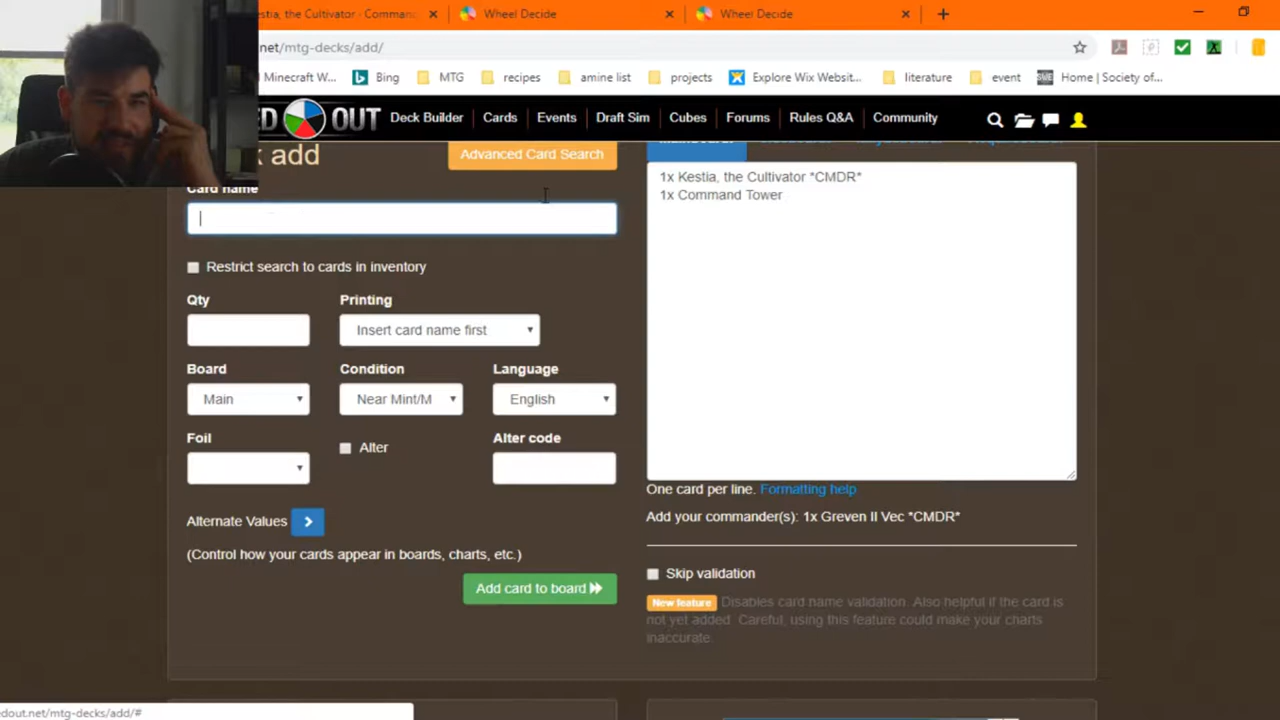 estia, the Cultivator - Comman
Wheel Decide
Wheel Decide
net/mtg-decks/add/
Minecraft W...
Bing
MTG
recipes
amine list
projects
Explore Wix Websit...
literature
event
SWE
Home | Society of...
ED OUT
Deck Builder
Cards
Events
Draft Sim
Cubes
Forums
Rules Q&A
Community
k add
Advanced Card Search
Card name
Restrict search to cards in inventory
Qty
Printing
Insert card name first
Board
Condition
Language
Main
Near Mint/M
English
Foil
Alter
Alter code
Alternate Values
(Control how your cards appear in boards, charts, etc.)
Add card to board
1x Kestia, the Cultivator *CMDR*
1x Command Tower
One card per line. Formatting help
Add your commander(s): 1x Greven Il Vec *CMDR*
Skip validation
New feature Disables card name validation. Also helpful if the card is
not yet added. Careful, using this feature could make your charts
inaccurate.
edout.net/mtg-decks/add/#